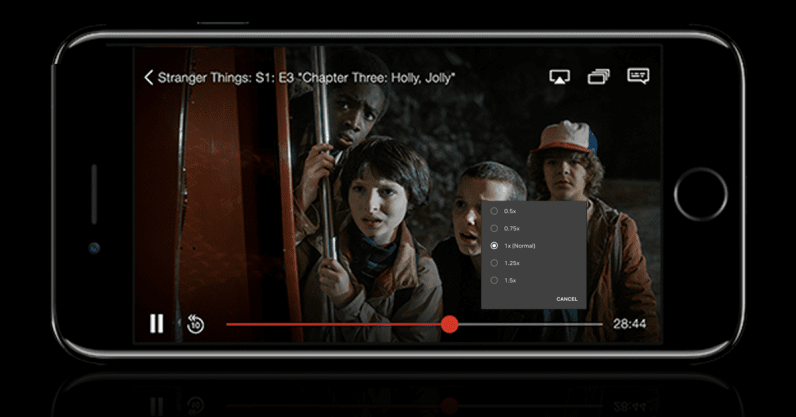 Stranger Things: S1: E3 "Chapter Three: Holly, Jolly"
0.5x
0.75x
1x (Normal)
1.25x
1.5x
CANCEL
10
28:44